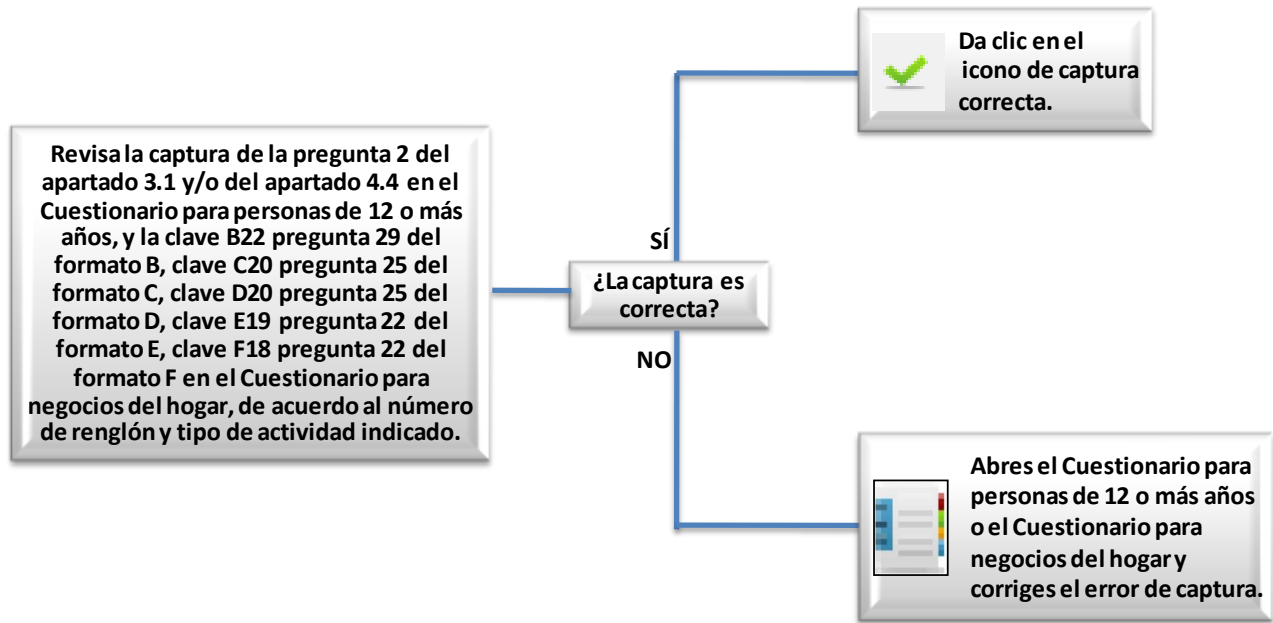 Revisa la captura de la pregunta 2 del
apartado 3.1 y/o del apartado 4.4 en el
Cuestionario para personas de 12 o más
años, y la clave B22 pregunta 29 del
formato B, clave C20 pregunta 25 del
formato C, clave D20 pregunta 25 del
formato D, clave E19 pregunta 22 del
formato E, clave F18 pregunta 22 del
formato F en el Cuestionario para
negocios del hogar, de acuerdo al número
de renglón y tipo de actividad indicado.
¿La captura es
correcta?
SÍ
Da clic en el
icono de captura
correcta.
NO
Abres el Cuestionario para
personas de 12 o más años
o el Cuestionario para
negocios del hogar y
corriges el error de captura.